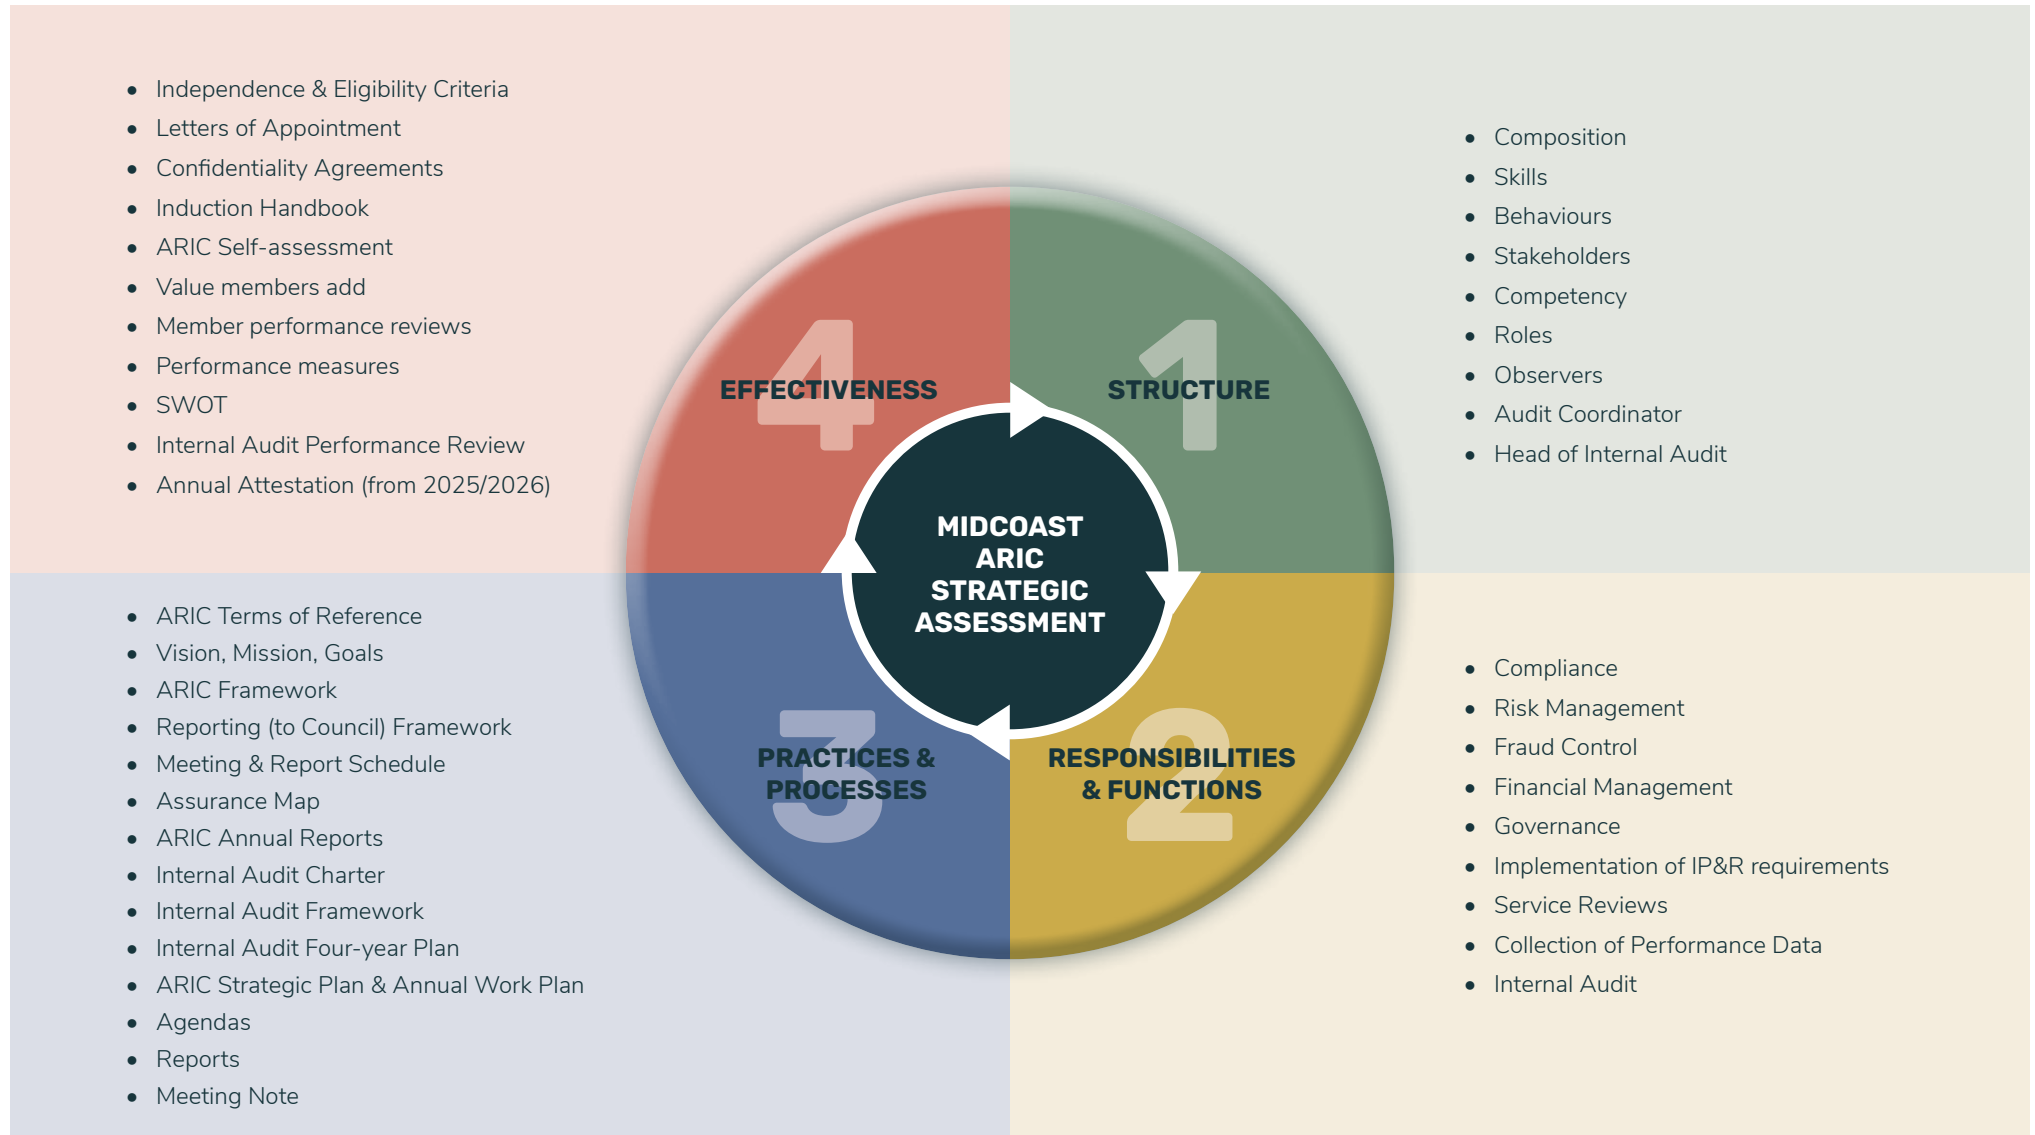 Independence & Eligibility Criteria
Letters of Appointment
Confidentiality Agreements
Induction Handbook
ARIC Self-assessment
Value members add
Member performance reviews
Performance measures
SWOT
Internal Audit Performance Review
Annual Attestation (from 2025/2026)
4
EFFECTIVENESS
1
STRUCTURE
Composition
Skills
Behaviours
Stakeholders
Competency
Roles
Observers
Audit Coordinator
Head of Internal Audit
MIDCOAST
ARIC
STRATEGIC
ASSESSMENT
ARIC Terms of Reference
Vision, Mission, Goals
ARIC Framework
Reporting (to Council) Framework
Meeting & Report Schedule
Assurance Map
ARIC Annual Reports
Internal Audit Charter
Internal Audit Framework
Internal Audit Four-year Plan
ARIC Strategic Plan & Annual Work Plan
Agendas
Reports
Meeting Note
3
PRACTICES &
PROCESSES
2
RESPONSIBILITIES
& FUNCTIONS
Compliance
Risk Management
Fraud Control
Financial Management
Governance
Implementation of IP&R requirements
Service Reviews
Collection of Performance Data
Internal Audit